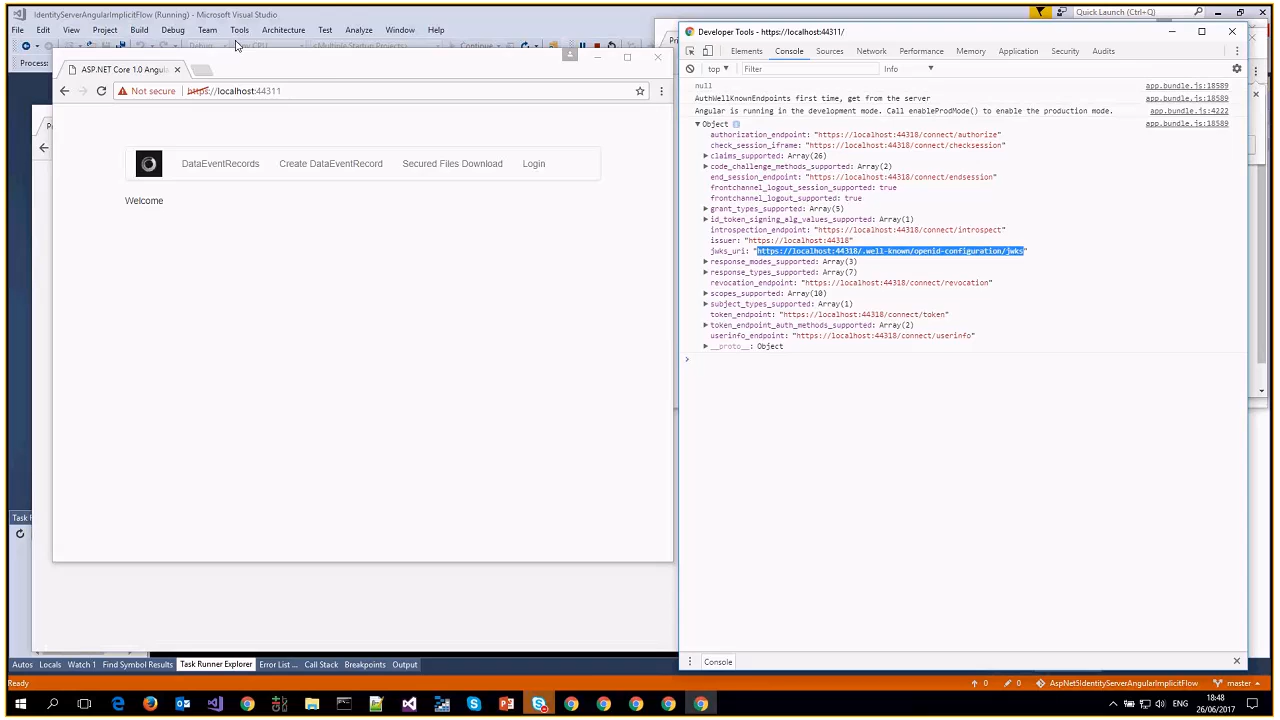 IdentityServerAngularImplicitFlow (Running) - Microsoft Visual Studio
Quick Launch (Ctrl+Q)
File Edit View Project Build Debug Team Tools Architecture Test Analyze Window Help
Process:
ASP.NET Core 1.0 Angula
Not secure https://localhost:44311
DataEventRecords Create DataEventRecord Secured Files Download Login
Welcome
Developer Tools - https://localhost:44311/
Elements Console Sources Network Performance Memory Application Security Audits
top Filter Info
null app.bundle.js:18589
AuthWellKnownEndpoints first time, get from the server app.bundle.js:18589
Angular is running in the development mode. Call enableProdMode() to enable the production mode. app.bundle.js:4222
Object app.bundle.js:18589
authorization_endpoint: "https://localhost:44318/connect/authorize"
check_session_iframe: "https://localhost:44318/connect/checksession"
claims_supported: Array(26)
code_challenge_methods_supported: Array(2)
end_session_endpoint: "https://localhost:44318/connect/endsession"
frontchannel_logout_session_supported: true
frontchannel_logout_supported: true
grant_types_supported: Array(5)
id_token_signing_alg_values_supported: Array(1)
introspection_endpoint: "https://localhost:44318/connect/introspect"
issuer: "https://localhost:44318"
jwks_uri: "https://localhost:44318/.well-known/openid-configuration/jwks"
response_modes_supported: Array(3)
response_types_supported: Array(7)
revocation_endpoint: "https://localhost:44318/connect/revocation"
scopes_supported: Array(10)
subject_types_supported: Array(1)
token_endpoint: "https://localhost:44318/connect/token"
token_endpoint_auth_methods_supported: Array(2)
userinfo_endpoint: "https://localhost:44318/connect/userinfo"
__proto__: Object
Console
Task R
Autos Locals Watch 1 Find Symbol Results Task Runner Explorer Error List ... Call Stack Breakpoints Output
Ready 0 0 AspNet5IdentityServerAngularImplicitFlow master
18:48
26/06/2017